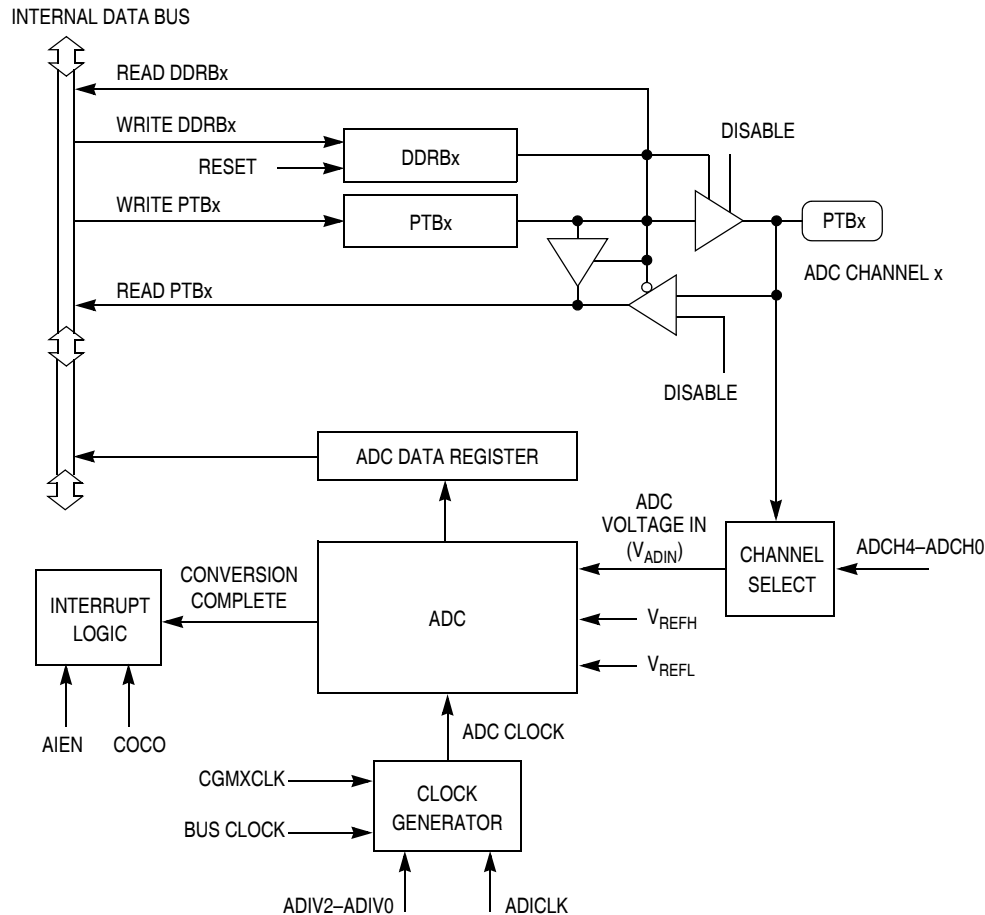 INTERNAL DATA BUS
READ DDRBx
WRITE DDRBx
DISABLE
RESET
DDRBx
WRITE PTBx
PTBx
PTBx
ADC CHANNEL x
READ PTBx
DISABLE
ADC DATA REGISTER
ADC
VOLTAGE IN
(VADIN)
CHANNEL
SELECT
ADCH4–ADCH0
CONVERSION
COMPLETE
INTERRUPT
LOGIC
ADC
VREFH
VREFL
AIEN
COCO
ADC CLOCK
CGMXCLK
CLOCK
GENERATOR
BUS CLOCK
ADIV2–ADIV0
ADICLK